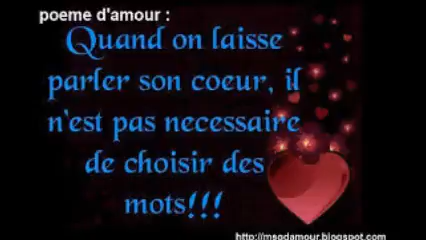 poeme d'amour :
Quand on laisse
parler son coeur, il
n'est pas necessaire
de choisir des
mots!!!
http://msgdamour.blogspot.com